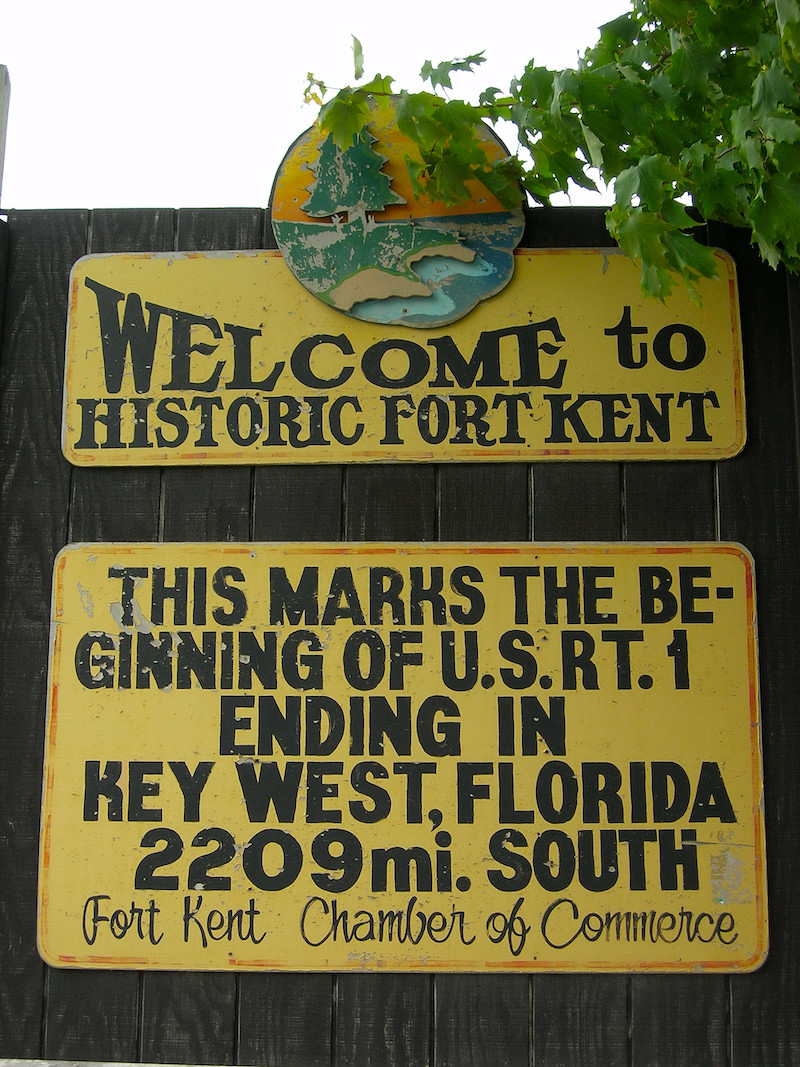 WELCOME to
HISTORIC FORT KENT
THIS MARKS THE BE-
GINNING OF U.S.RT.1
ENDING IN
KEY WEST, FLORIDA
2209mi. SOUTH
Fort Kent Chamber of Commerce